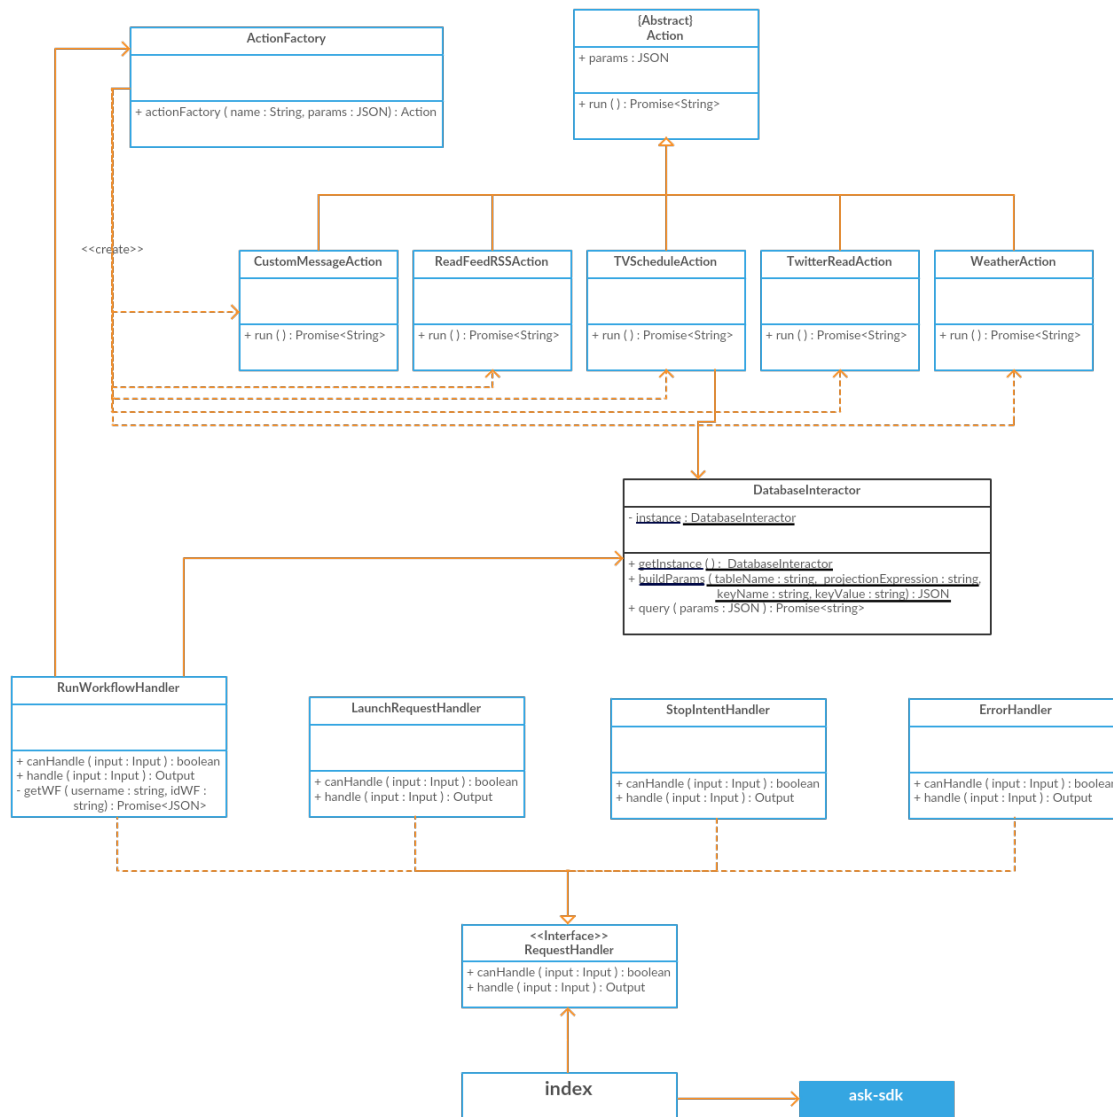 {Abstract}
Action
+ params : JSON
+ run ( ) : Promise<String>
ActionFactory
+ actionFactory ( name : String, params : JSON) : Action
<<create>>
CustomMessageAction
+ run ( ) : Promise<String>
ReadFeedRSSAction
+ run ( ) : Promise<String>
TVScheduleAction
+ run ( ) : Promise<String>
TwitterReadAction
+ run ( ) : Promise<String>
WeatherAction
+ run ( ) : Promise<String>
DatabaseInteractor
- instance : DatabaseInteractor
+ getInstance ( ) : DatabaseInteractor
+ buildParams ( tableName : string, projectionExpression : string,
keyName : string, keyValue : string) : JSON
+ query ( params : JSON ) : Promise<string>
RunWorkflowHandler
+ canHandle ( input : Input ) : boolean
+ handle ( input : Input ) : Output
- getWF ( username : string, idWF :
string) : Promise<JSON>
LaunchRequestHandler
+ canHandle ( input : Input ) : boolean
+ handle ( input : Input ) : Output
StopIntentHandler
+ canHandle ( input : Input ) : boolean
+ handle ( input : Input ) : Output
ErrorHandler
+ canHandle ( input : Input ) : boolean
+ handle ( input : Input ) : Output
<<Interface>>
RequestHandler
+ canHandle ( input : Input ) : boolean
+ handle ( input : Input ) : Output
index
ask-sdk